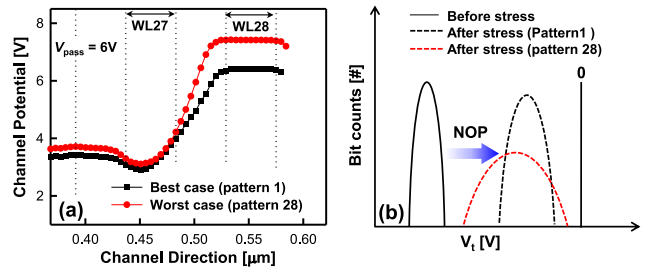 WL27
WL28
V_pass = 6V
Channel Potential [V]
8
6
4
2
Best case (pattern 1)
Worst case (pattern 28)
(a)
0.40
0.45
0.50
0.55
0.60
Channel Direction [μm]
Before stress
After stress (Pattern1 )
After stress (pattern 28)
0
NOP
Bit counts [#]
(b)
V_t [V]